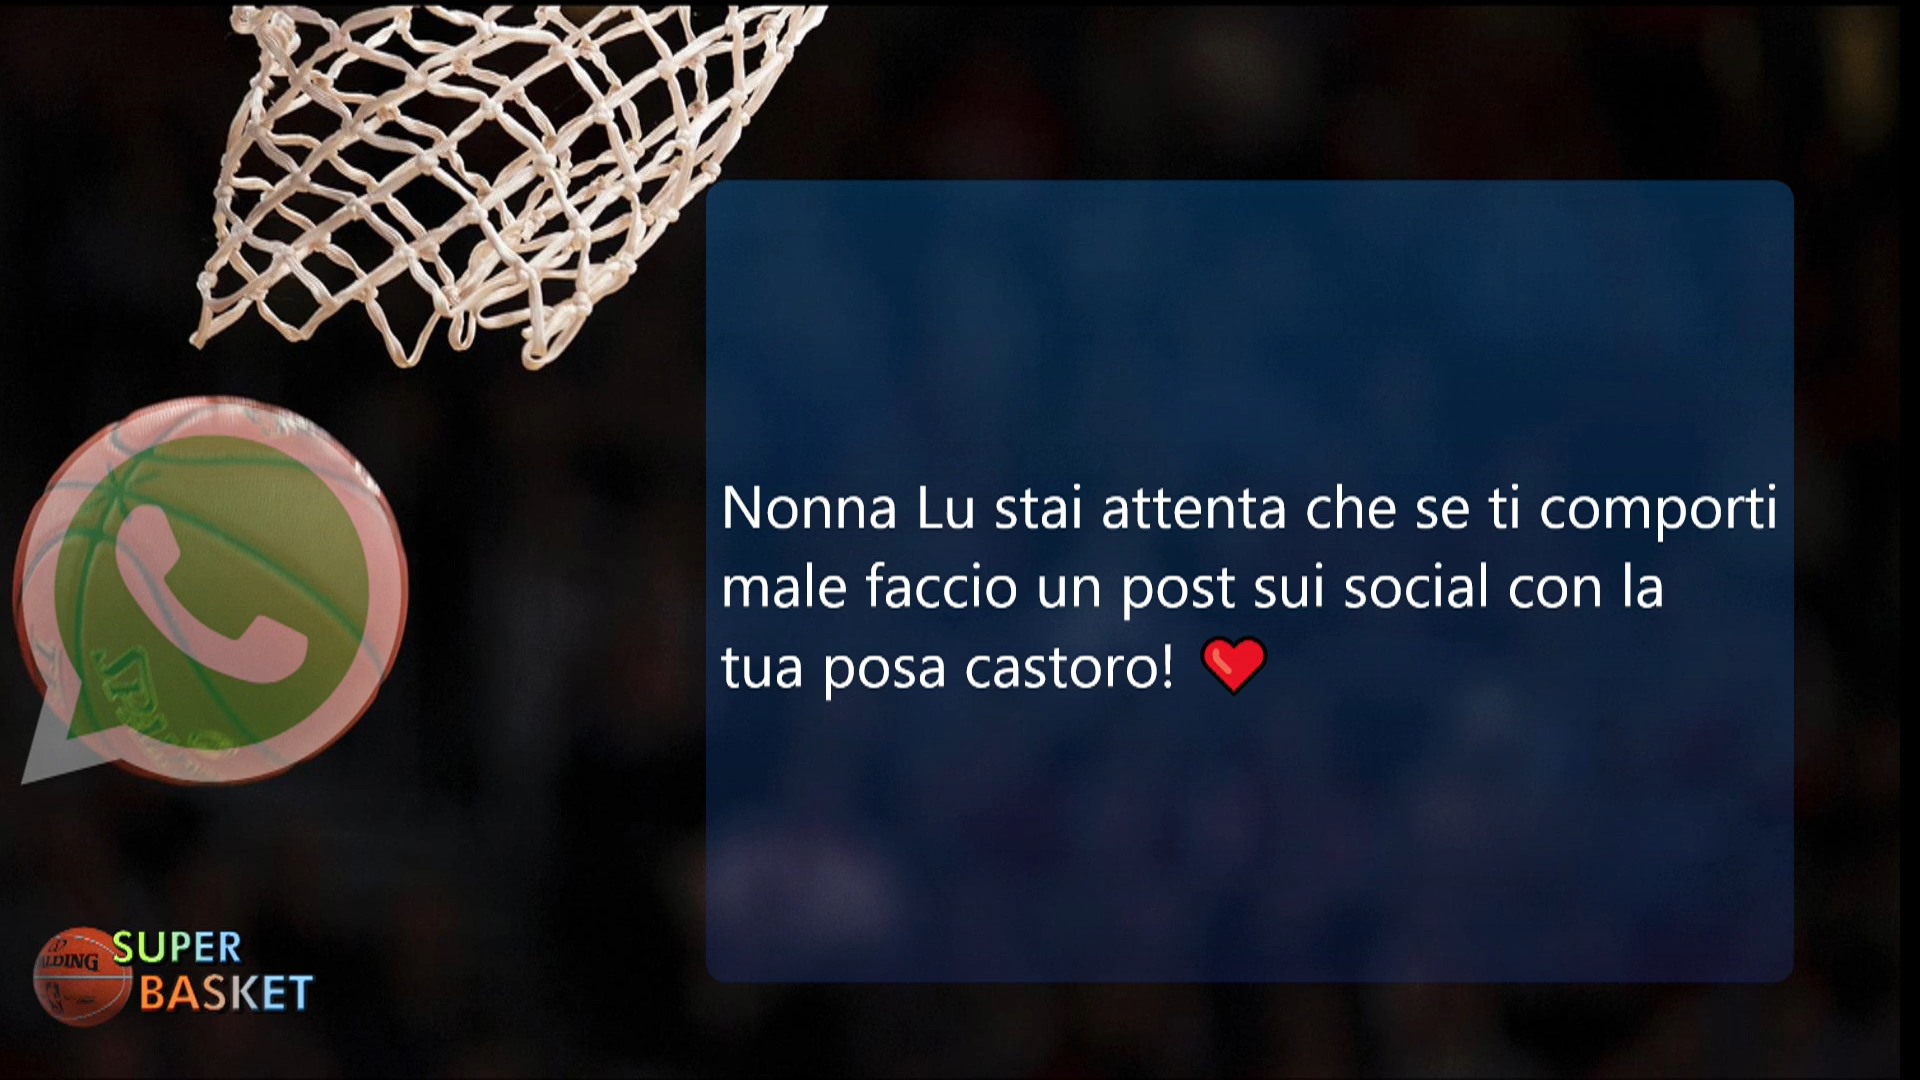 Nonna Lu stai attenta che se ti comporti
male faccio un post sui social con la
tua posa castoro! ❤️
ALDING
SUPER
BASKET